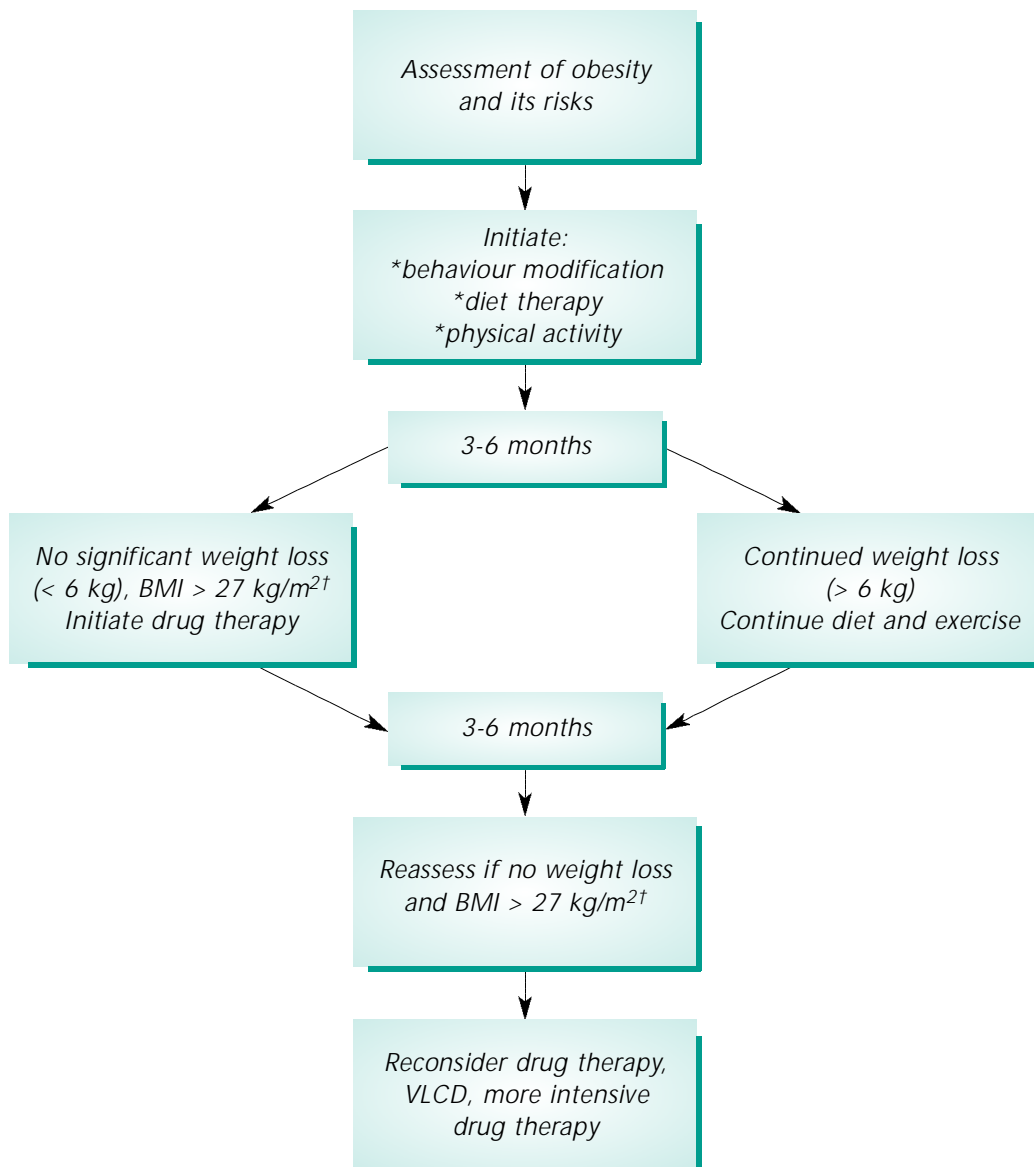 Assessment of obesity
and its risks
Initiate:
*behaviour modification
*diet therapy
*physical activity
3-6 months
No significant weight loss
(< 6 kg), BMI > 27 kg/m²†
Initiate drug therapy
Continued weight loss
(> 6 kg)
Continue diet and exercise
3-6 months
Reassess if no weight loss
and BMI > 27 kg/m²†
Reconsider drug therapy,
VLCD, more intensive
drug therapy